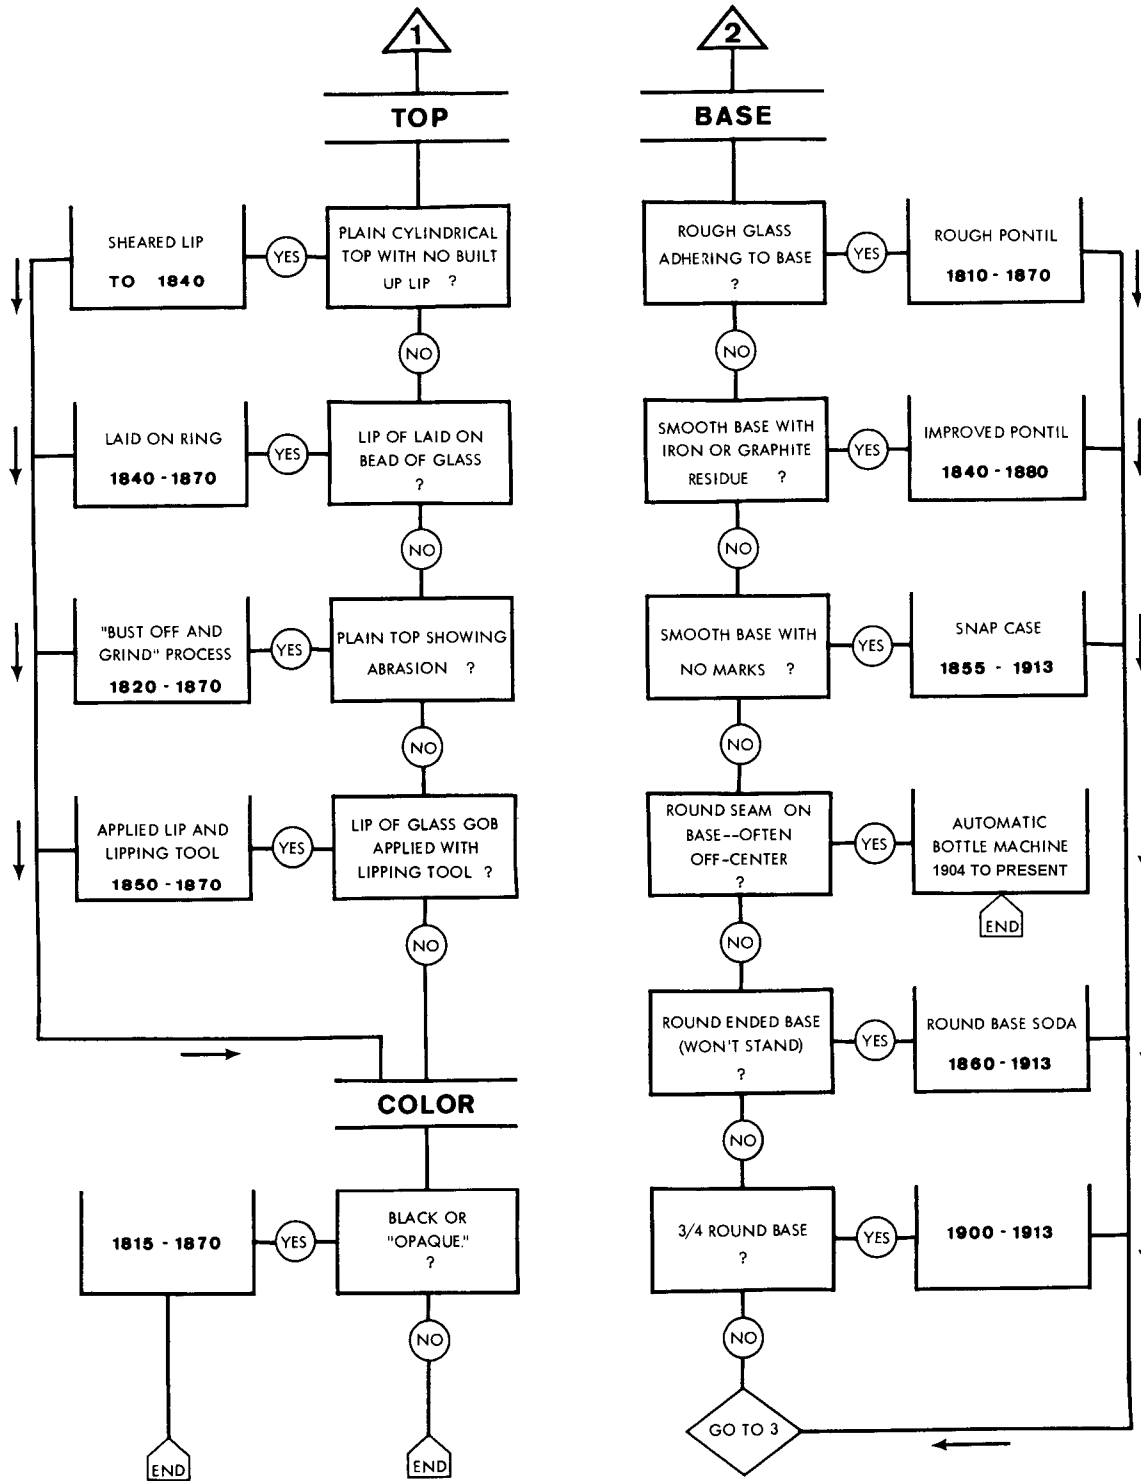 1
TOP
PLAIN CYLINDRICAL
TOP WITH NO BUILT
UP LIP ?
YES
SHEARED LIP
TO 1840
NO
LIP OF LAID ON
BEAD OF GLASS
?
YES
LAID ON RING
1840 - 1870
NO
PLAIN TOP SHOWING
ABRASION ?
YES
"BUST OFF AND
GRIND" PROCESS
1820 - 1870
NO
LIP OF GLASS GOB
APPLIED WITH
LIPPING TOOL ?
YES
APPLIED LIP AND
LIPPING TOOL
1850 - 1870
NO
COLOR
BLACK OR
"OPAQUE."
?
YES
1815 - 1870
END
NO
END
2
BASE
ROUGH GLASS
ADHERING TO BASE
?
YES
ROUGH PONTIL
1810 - 1870
NO
SMOOTH BASE WITH
IRON OR GRAPHITE
RESIDUE ?
YES
IMPROVED PONTIL
1840 - 1880
NO
SMOOTH BASE WITH
NO MARKS ?
YES
SNAP CASE
1855 - 1913
NO
ROUND SEAM ON
BASE--OFTEN
OFF-CENTER
?
YES
AUTOMATIC
BOTTLE MACHINE
1904 TO PRESENT
END
NO
ROUND ENDED BASE
(WON'T STAND)
?
YES
ROUND BASE SODA
1860 - 1913
NO
3/4 ROUND BASE
?
YES
1900 - 1913
NO
GO TO 3